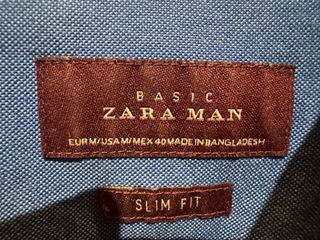 BASIC
ZARA MAN
EUR M/USA M/MEX 40 MADE IN BANGLADESH
SLIM FIT